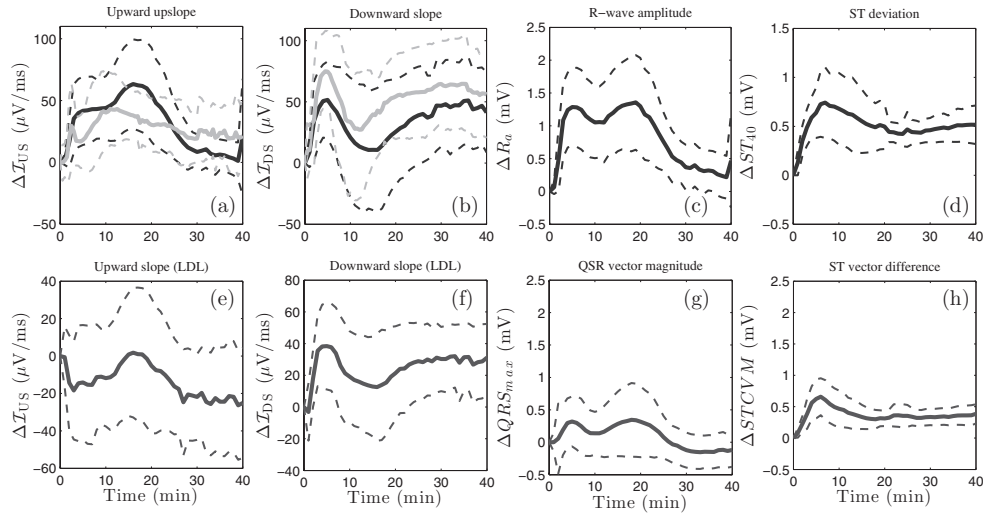 Upward upslope
Downward slope
R−wave amplitude
ST deviation
ΔI_US (μV/ms)
100
50
0
−50
0 10 20 30 40
(a)
ΔI_DS (μV/ms)
100
50
0
−50
0 10 20 30 40
(b)
ΔR_a (mV)
2.5
2
1.5
1
0.5
0
−0.5
0 10 20 30 40
(c)
ΔST_40 (mV)
1.5
1
0.5
0
−0.5
0 10 20 30 40
(d)
Upward slope (LDL)
Downward slope (LDL)
QSR vector magnitude
ST vector difference
ΔI_US (μV/ms)
40
20
0
−20
−40
−60
0 10 20 30 40
Time (min)
(e)
ΔI_DS (μV/ms)
80
60
40
20
0
−20
−40
0 10 20 30 40
Time (min)
(f)
ΔQRS_max (mV)
2.5
2
1.5
1
0.5
0
−0.5
0 10 20 30 40
Time (min)
(g)
ΔSTCVM (mV)
2.5
2
1.5
1
0.5
0
−0.5
0 10 20 30 40
Time (min)
(h)